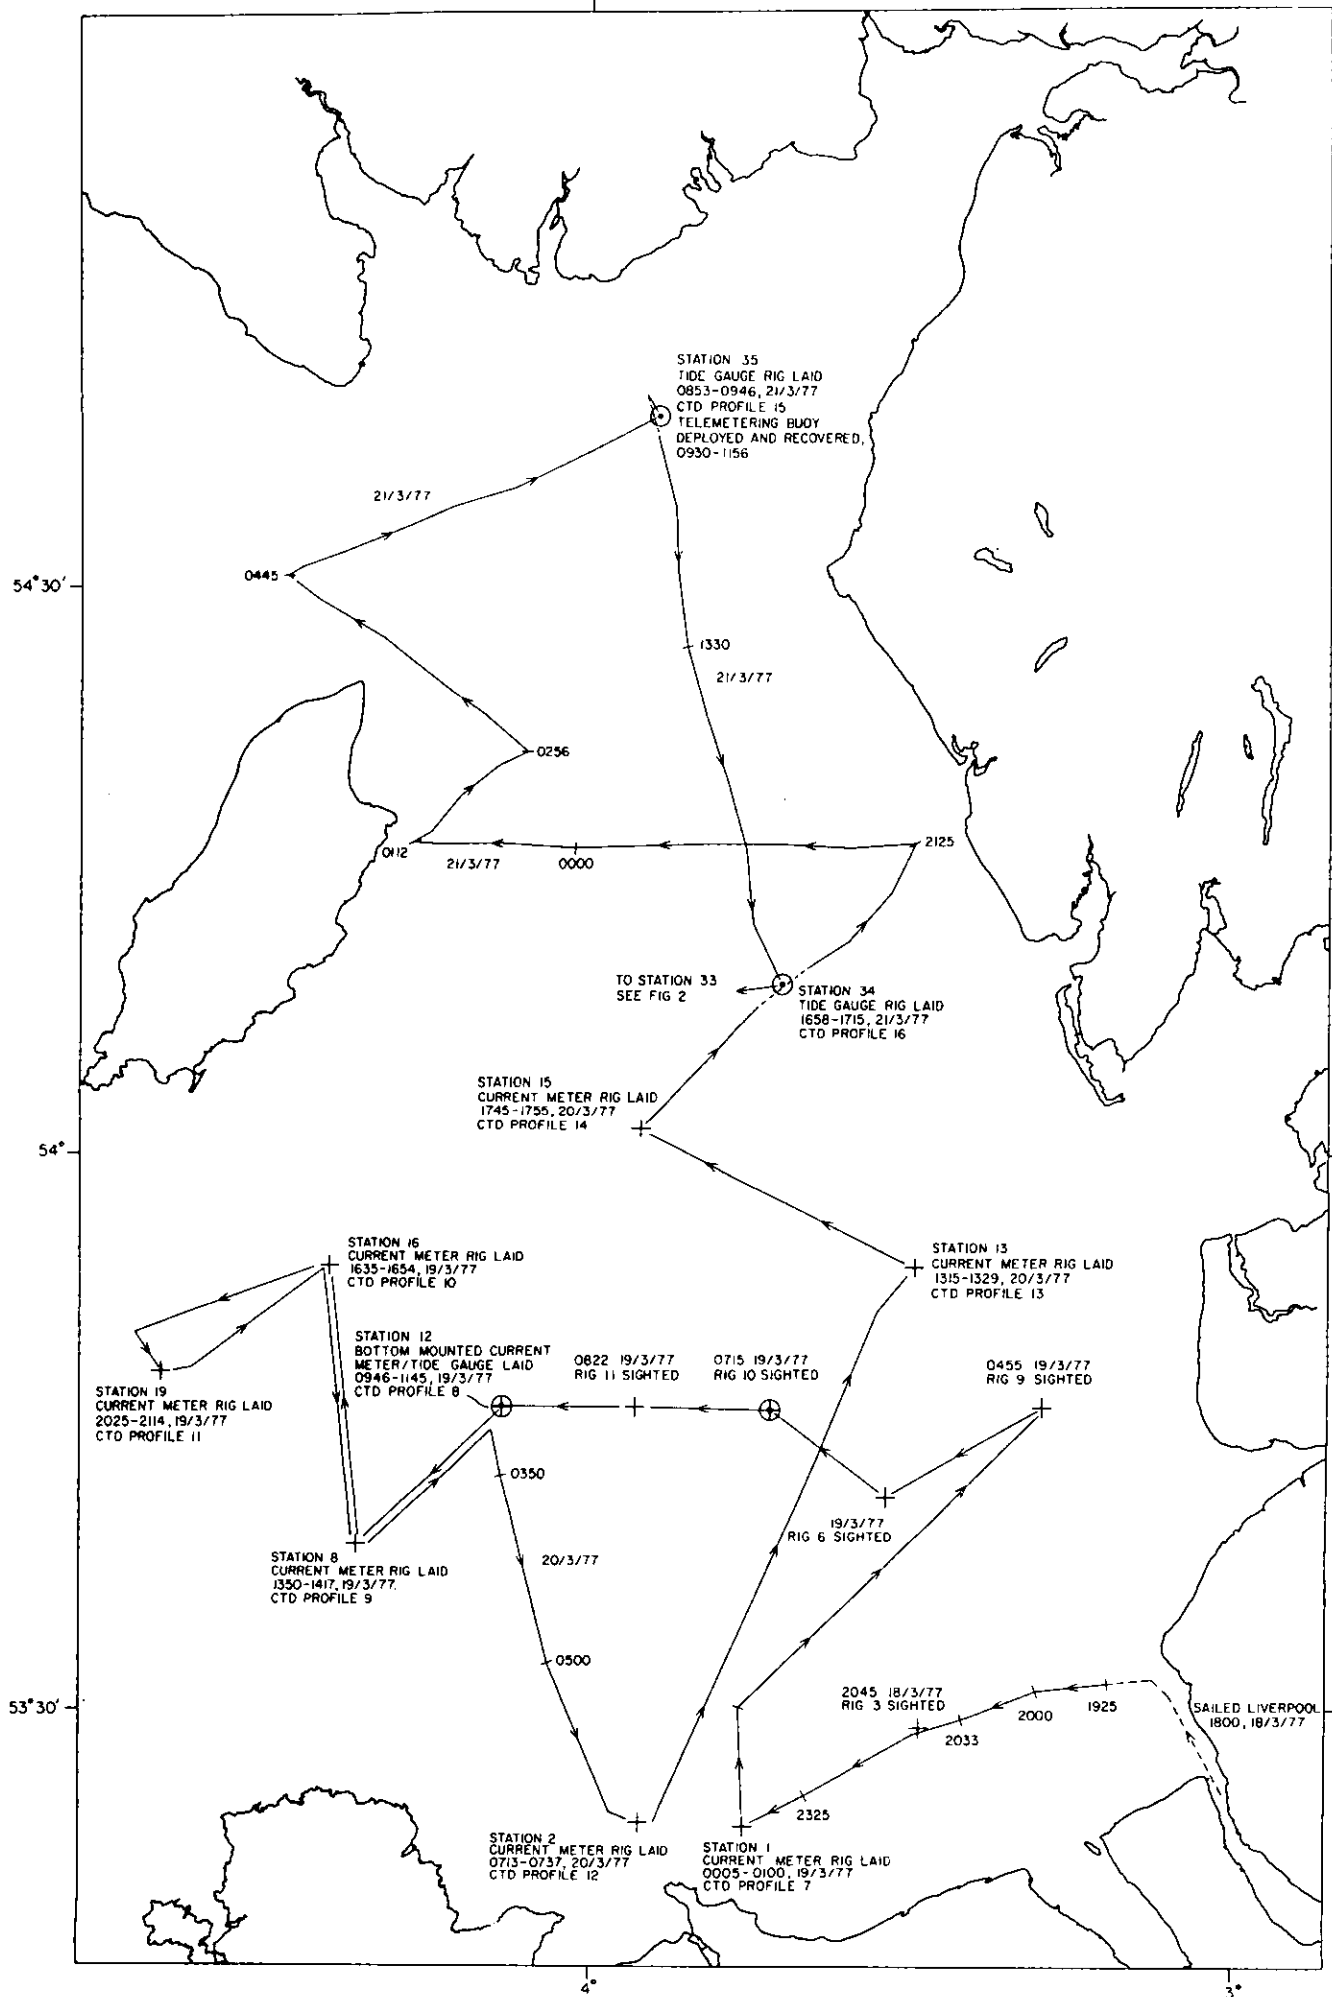 STATION 35
TIDE GAUGE RIG LAID
0853-0946, 21/3/77
CTD PROFILE 15
TELEMETERING BUOY
DEPLOYED AND RECOVERED,
0930-1156
21/3/77
0445
54°30'
1330
21/3/77
0256
0112
21/3/77
0000
2125
TO STATION 33
SEE FIG 2
STATION 34
TIDE GAUGE RIG LAID
1658-1715, 21/3/77
CTD PROFILE 16
STATION 15
CURRENT METER RIG LAID
1745-1755, 20/3/77
CTD PROFILE 14
54°
STATION 16
CURRENT METER RIG LAID
1635-1654, 19/3/77
CTD PROFILE 10
STATION 13
CURRENT METER RIG LAID
1315-1329, 20/3/77
CTD PROFILE 13
STATION 12
BOTTOM MOUNTED CURRENT
METER/TIDE GAUGE LAID
0946-1145, 19/3/77
CTD PROFILE 8
0822 19/3/77
RIG 11 SIGHTED
0715 19/3/77
RIG 10 SIGHTED
0455 19/3/77
RIG 9 SIGHTED
STATION 19
CURRENT METER RIG LAID
2025-2114, 19/3/77
CTD PROFILE 11
0350
19/3/77
RIG 6 SIGHTED
STATION 8
CURRENT METER RIG LAID
1350-1417, 19/3/77.
CTD PROFILE 9
20/3/77
0500
53°30'
2045 18/3/77
RIG 3 SIGHTED
2033
2000
1925
SAILED LIVERPOOL
1800, 18/3/77
2325
STATION 2
CURRENT METER RIG LAID
0713-0737, 20/3/77
CTD PROFILE 12
STATION 1
CURRENT METER RIG LAID
0005-0100, 19/3/77
CTD PROFILE 7
4°
3°